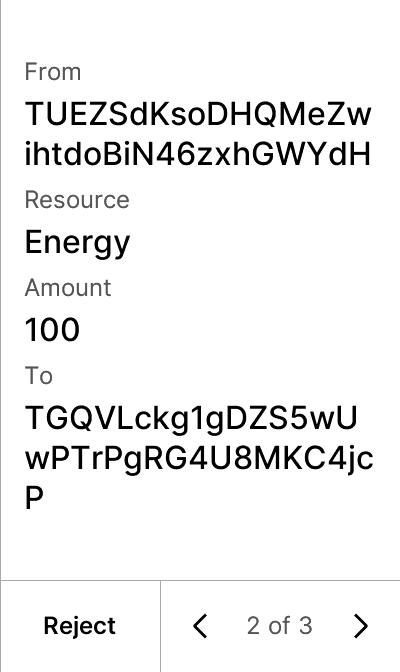 From
TUEZSdKsoDHQMeZw
ihtdoBiN46zxhGWYdH
Resource
Energy
Amount
100
To
TGQVLckg1gDZS5wU
wPTrPgRG4U8MKC4jc
P
Reject
2 of 3